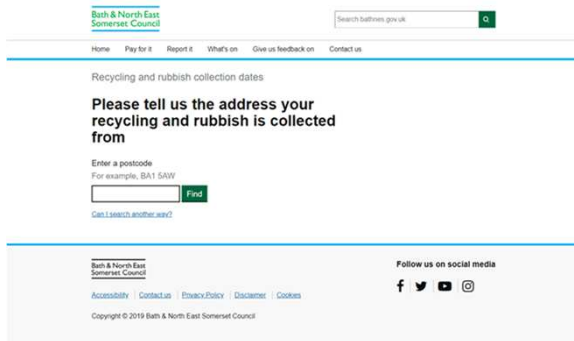 Bath & North East
Somerset Council
Search bathnes.gov.uk
Home Pay for it Report it What's on Give us feedback on Contact us
Recycling and rubbish collection dates
Please tell us the address your
recycling and rubbish is collected
from
Enter a postcode
For example, BA1 5AW
Find
Can I search another way?
Bath & North East
Somerset Council
Follow us on social media
Accessibility Contact us Privacy Policy Disclaimer Cookies
Copyright © 2019 Bath & North East Somerset Council